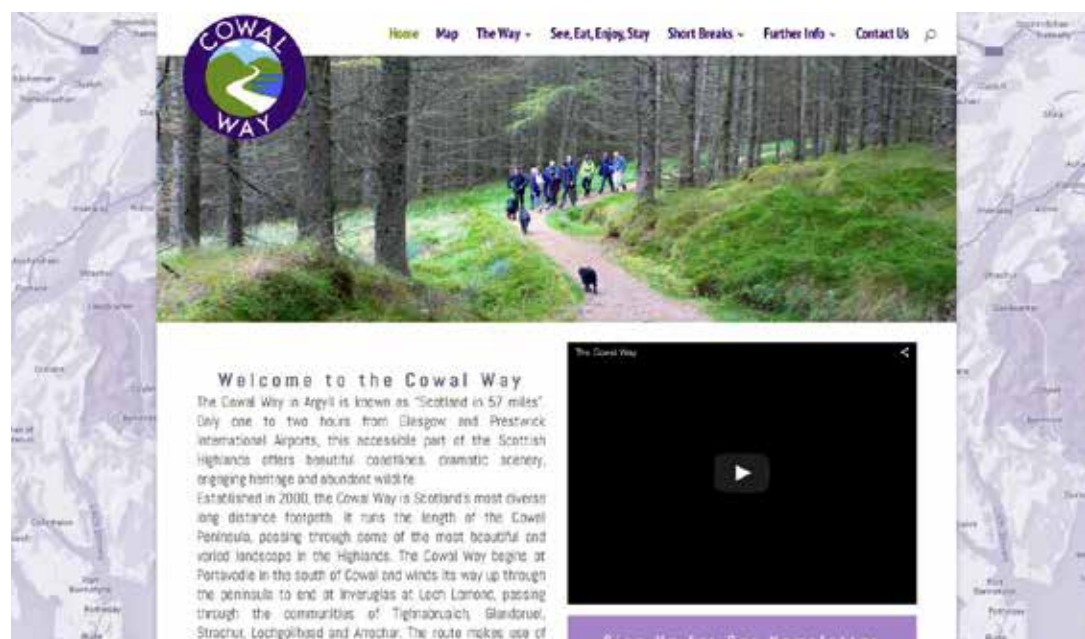 COWAL
WAY
Home Map The Way See, Eat, Enjoy, Stay Short Breaks Further Info Contact Us
The Cowal Way
Welcome to the Cowal Way
The Cowal Way in Argyll is known as "Scotland in 57 miles".
Only one to two hours from Glasgow and Prestwick
International Airports, this accessible part of the Scottish
Highlands offers beautiful coastlines, dramatic scenery,
engaging heritage and abundant wildlife.
Established in 2000, the Cowal Way is Scotland's most diverse
long distance footpath. It runs the length of the Cowal
Peninsula, passing through some of the most beautiful and
varied landscape in the Highlands. The Cowal Way begins at
Portavadie in the south of Cowal and winds its way up through
the peninsula to end at Inveruglas at Loch Lomond, passing
through the communities of Tighnabruaich, Glendaruel,
Strachur, Lochgoilhead and Arrochar. The route makes use of